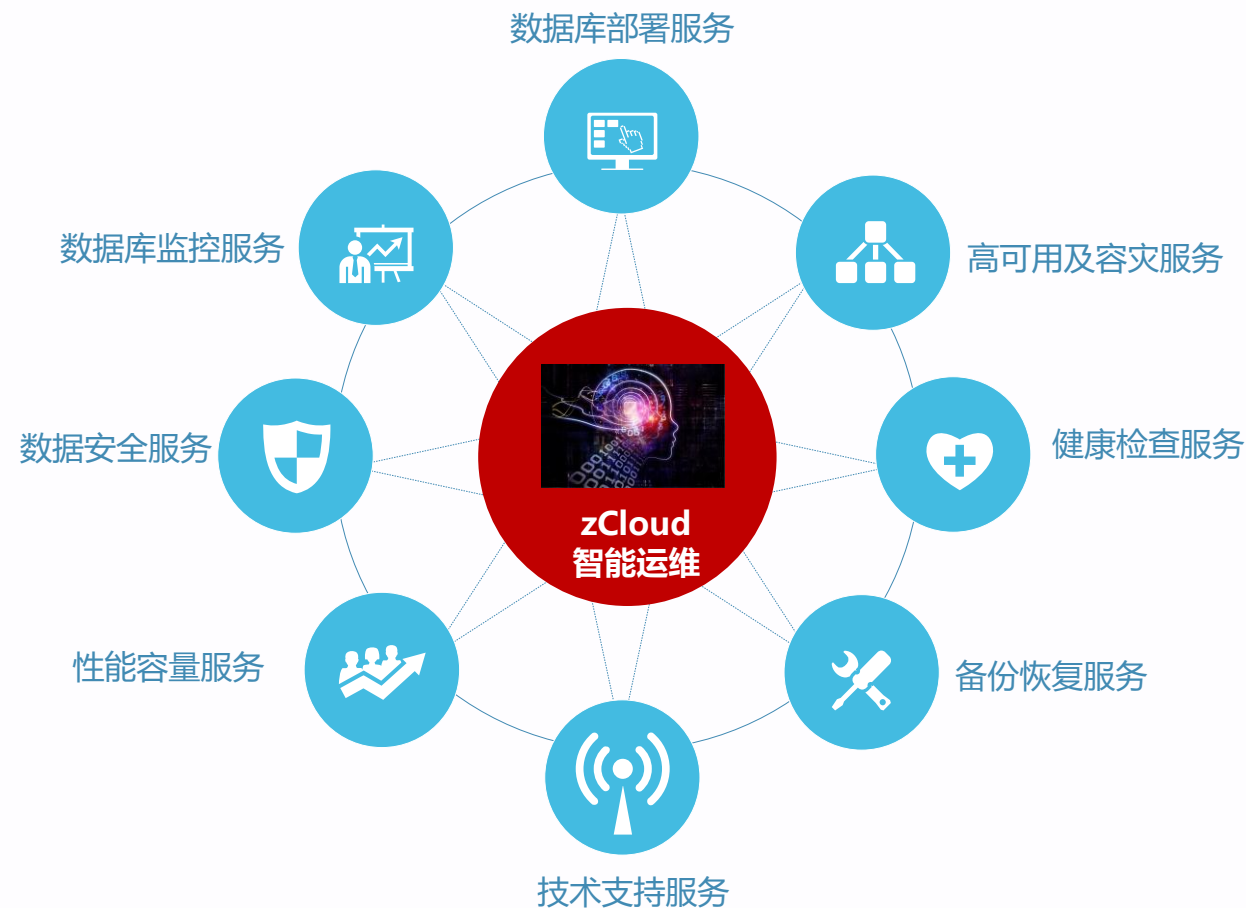 数据库部署服务
数据库监控服务
高可用及容灾服务
数据安全服务
健康检查服务
zCloud
智能运维
性能容量服务
备份恢复服务
技术支持服务